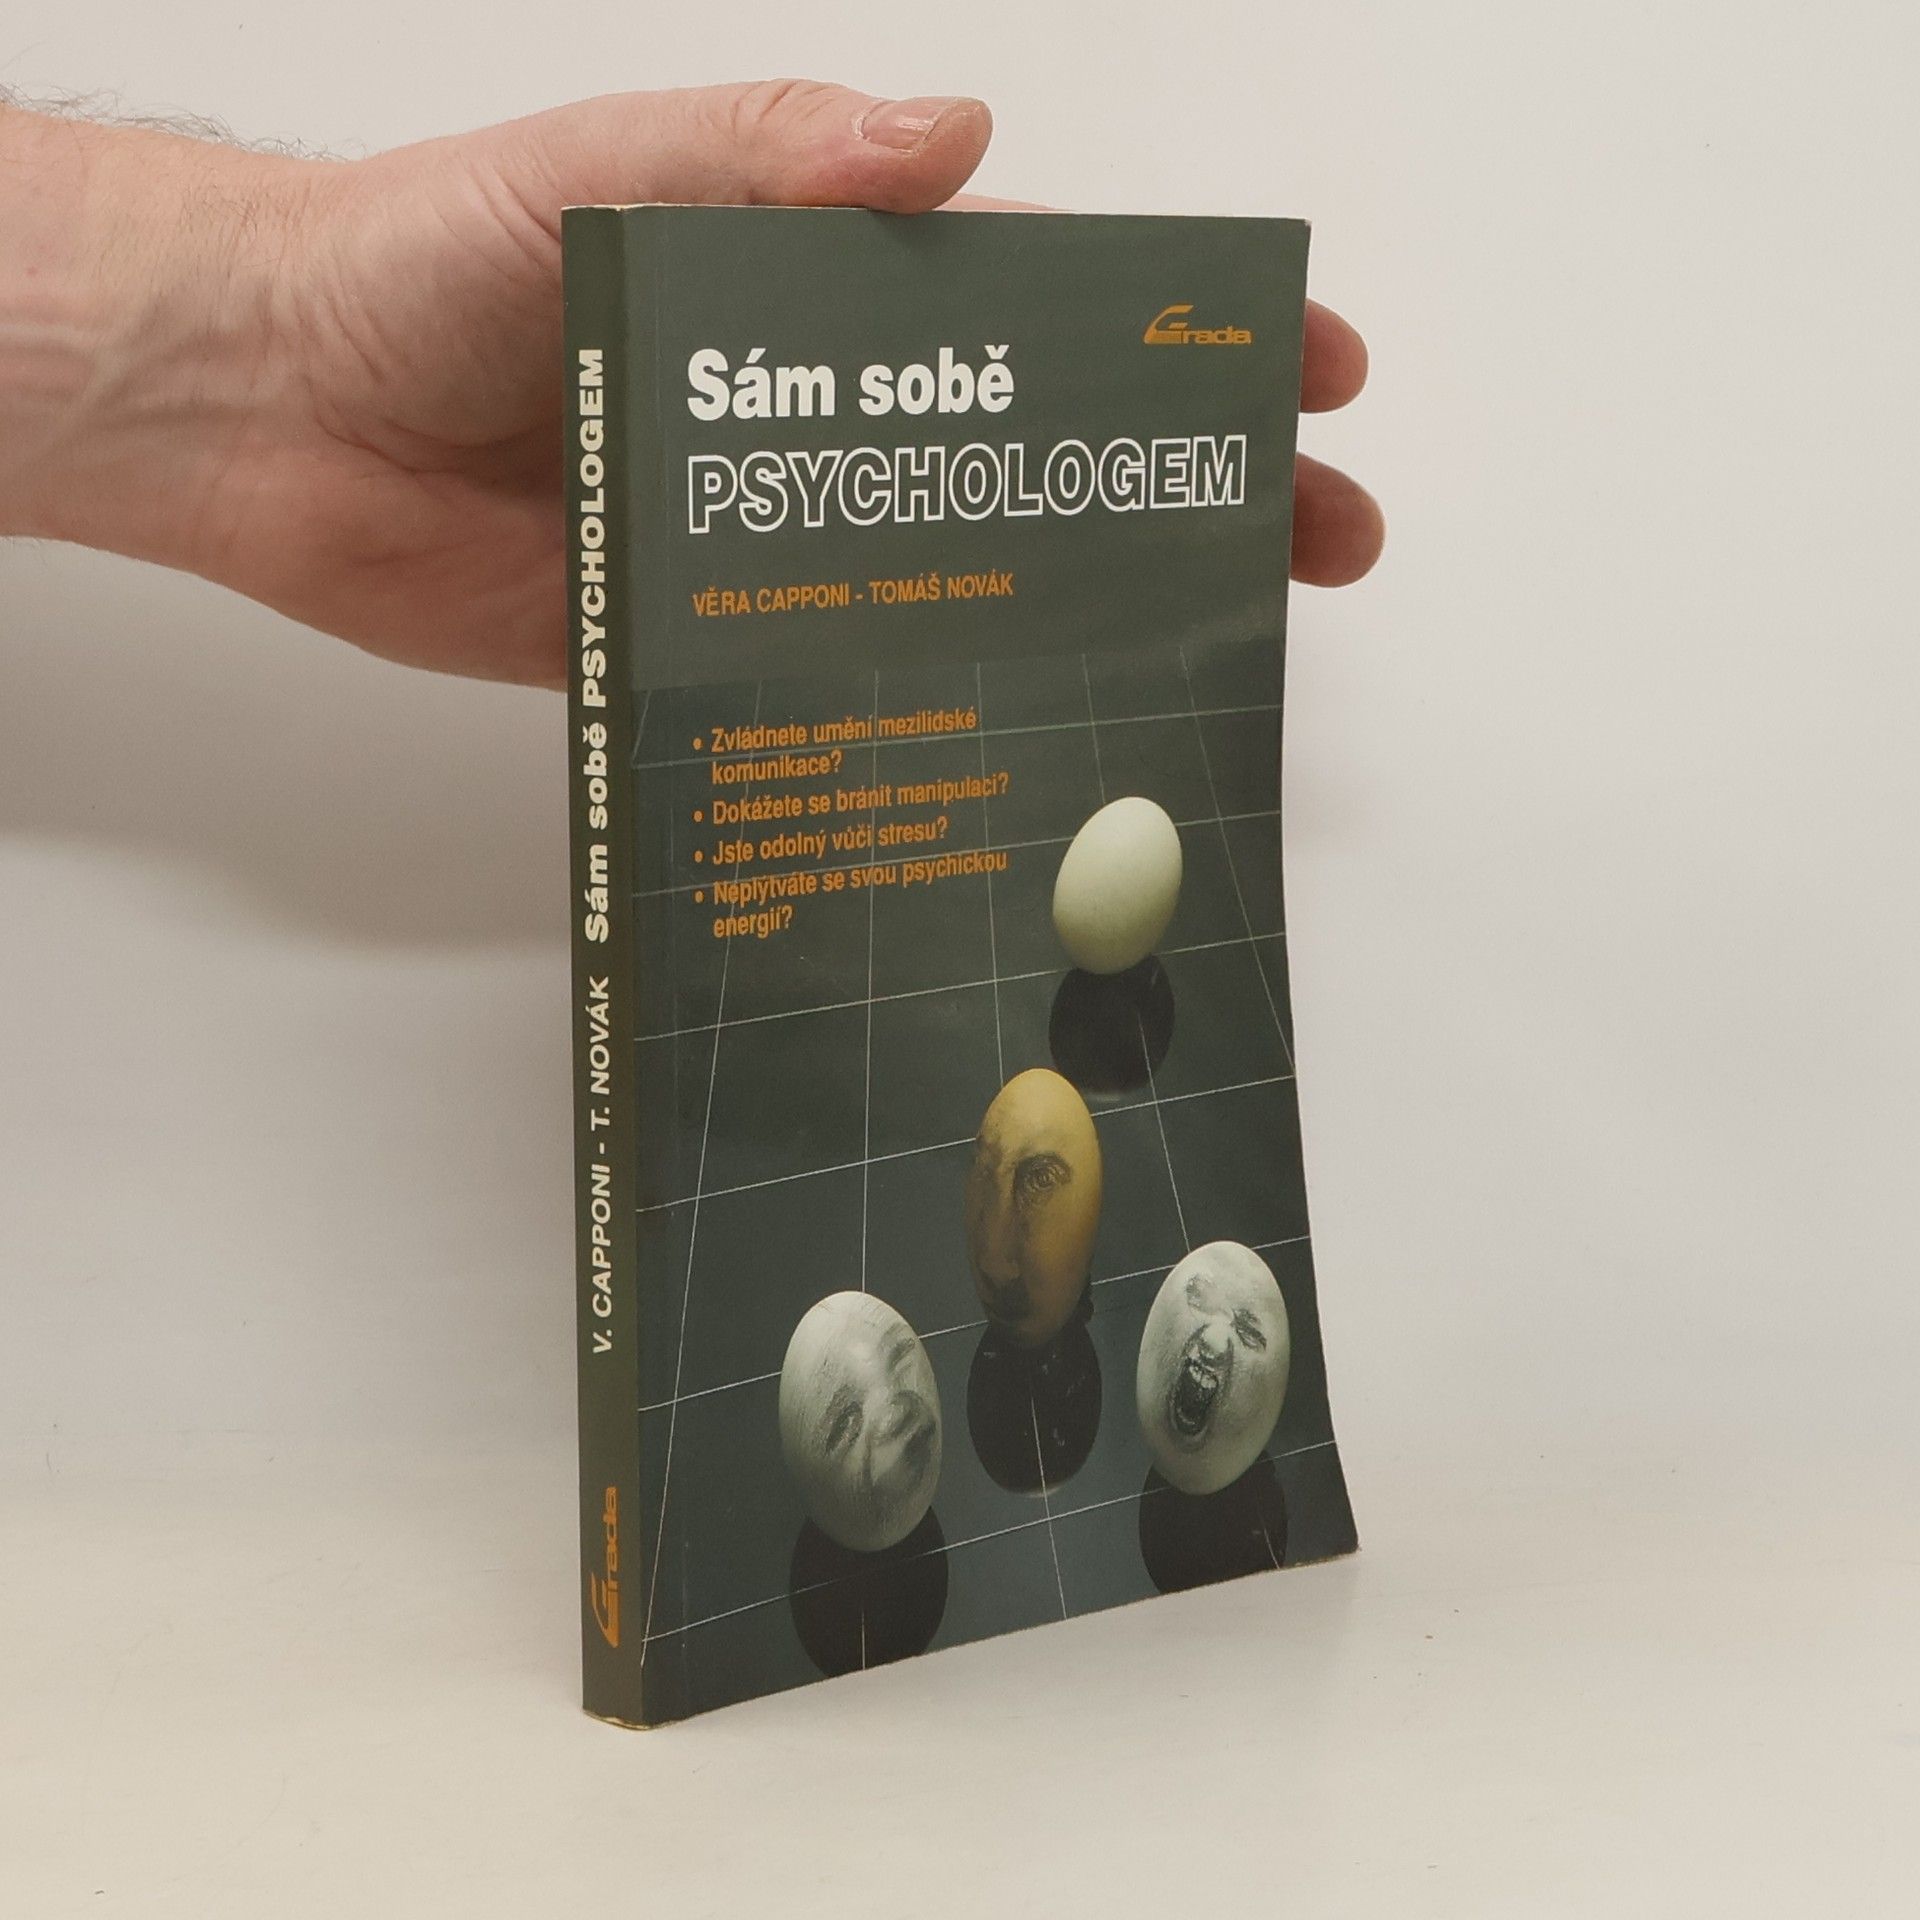 Grada
Sám sobě
PSYCHOLOGEM
VĚRA CAPPONI - TOMÁŠ NOVÁK
• Zvládnete umění mezilidské
komunikace?
• Dokážete se bránit manipulaci?
• Jste odolný vůči stresu?
• Neplýtváte se svou psychickou
energií?
V. CAPPONI - T. NOVÁK Sám sobě PSYCHOLOGEM
Grada